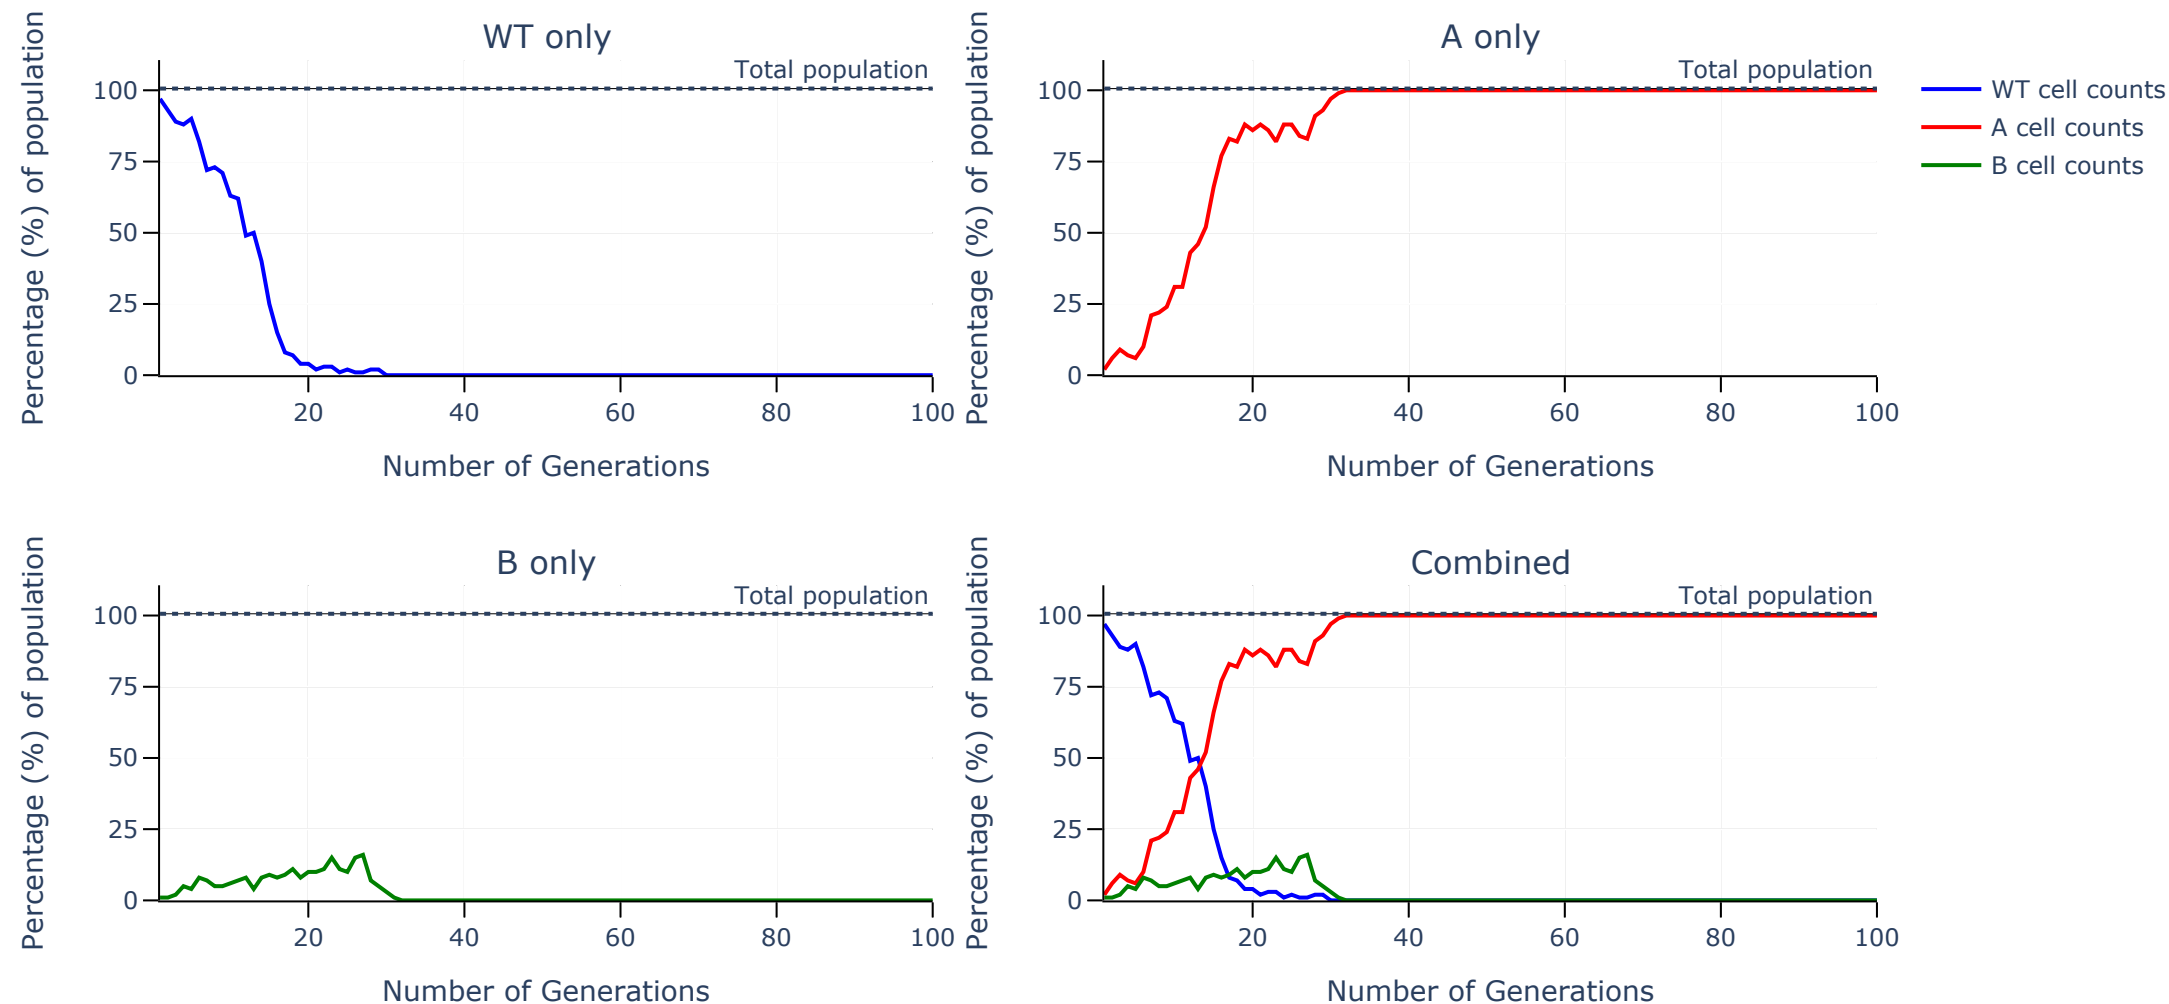 WT only
Total population
Percentage (%) of population
100
75
50
25
0
20 40 60 80 100
Number of Generations
A only
Total population
Percentage (%) of population
100
75
50
25
0
20 40 60 80 100
Number of Generations
WT cell counts
A cell counts
B cell counts
B only
Total population
Percentage (%) of population
100
75
50
25
0
20 40 60 80 100
Number of Generations
Combined
Total population
Percentage (%) of population
100
75
50
25
0
20 40 60 80 100
Number of Generations